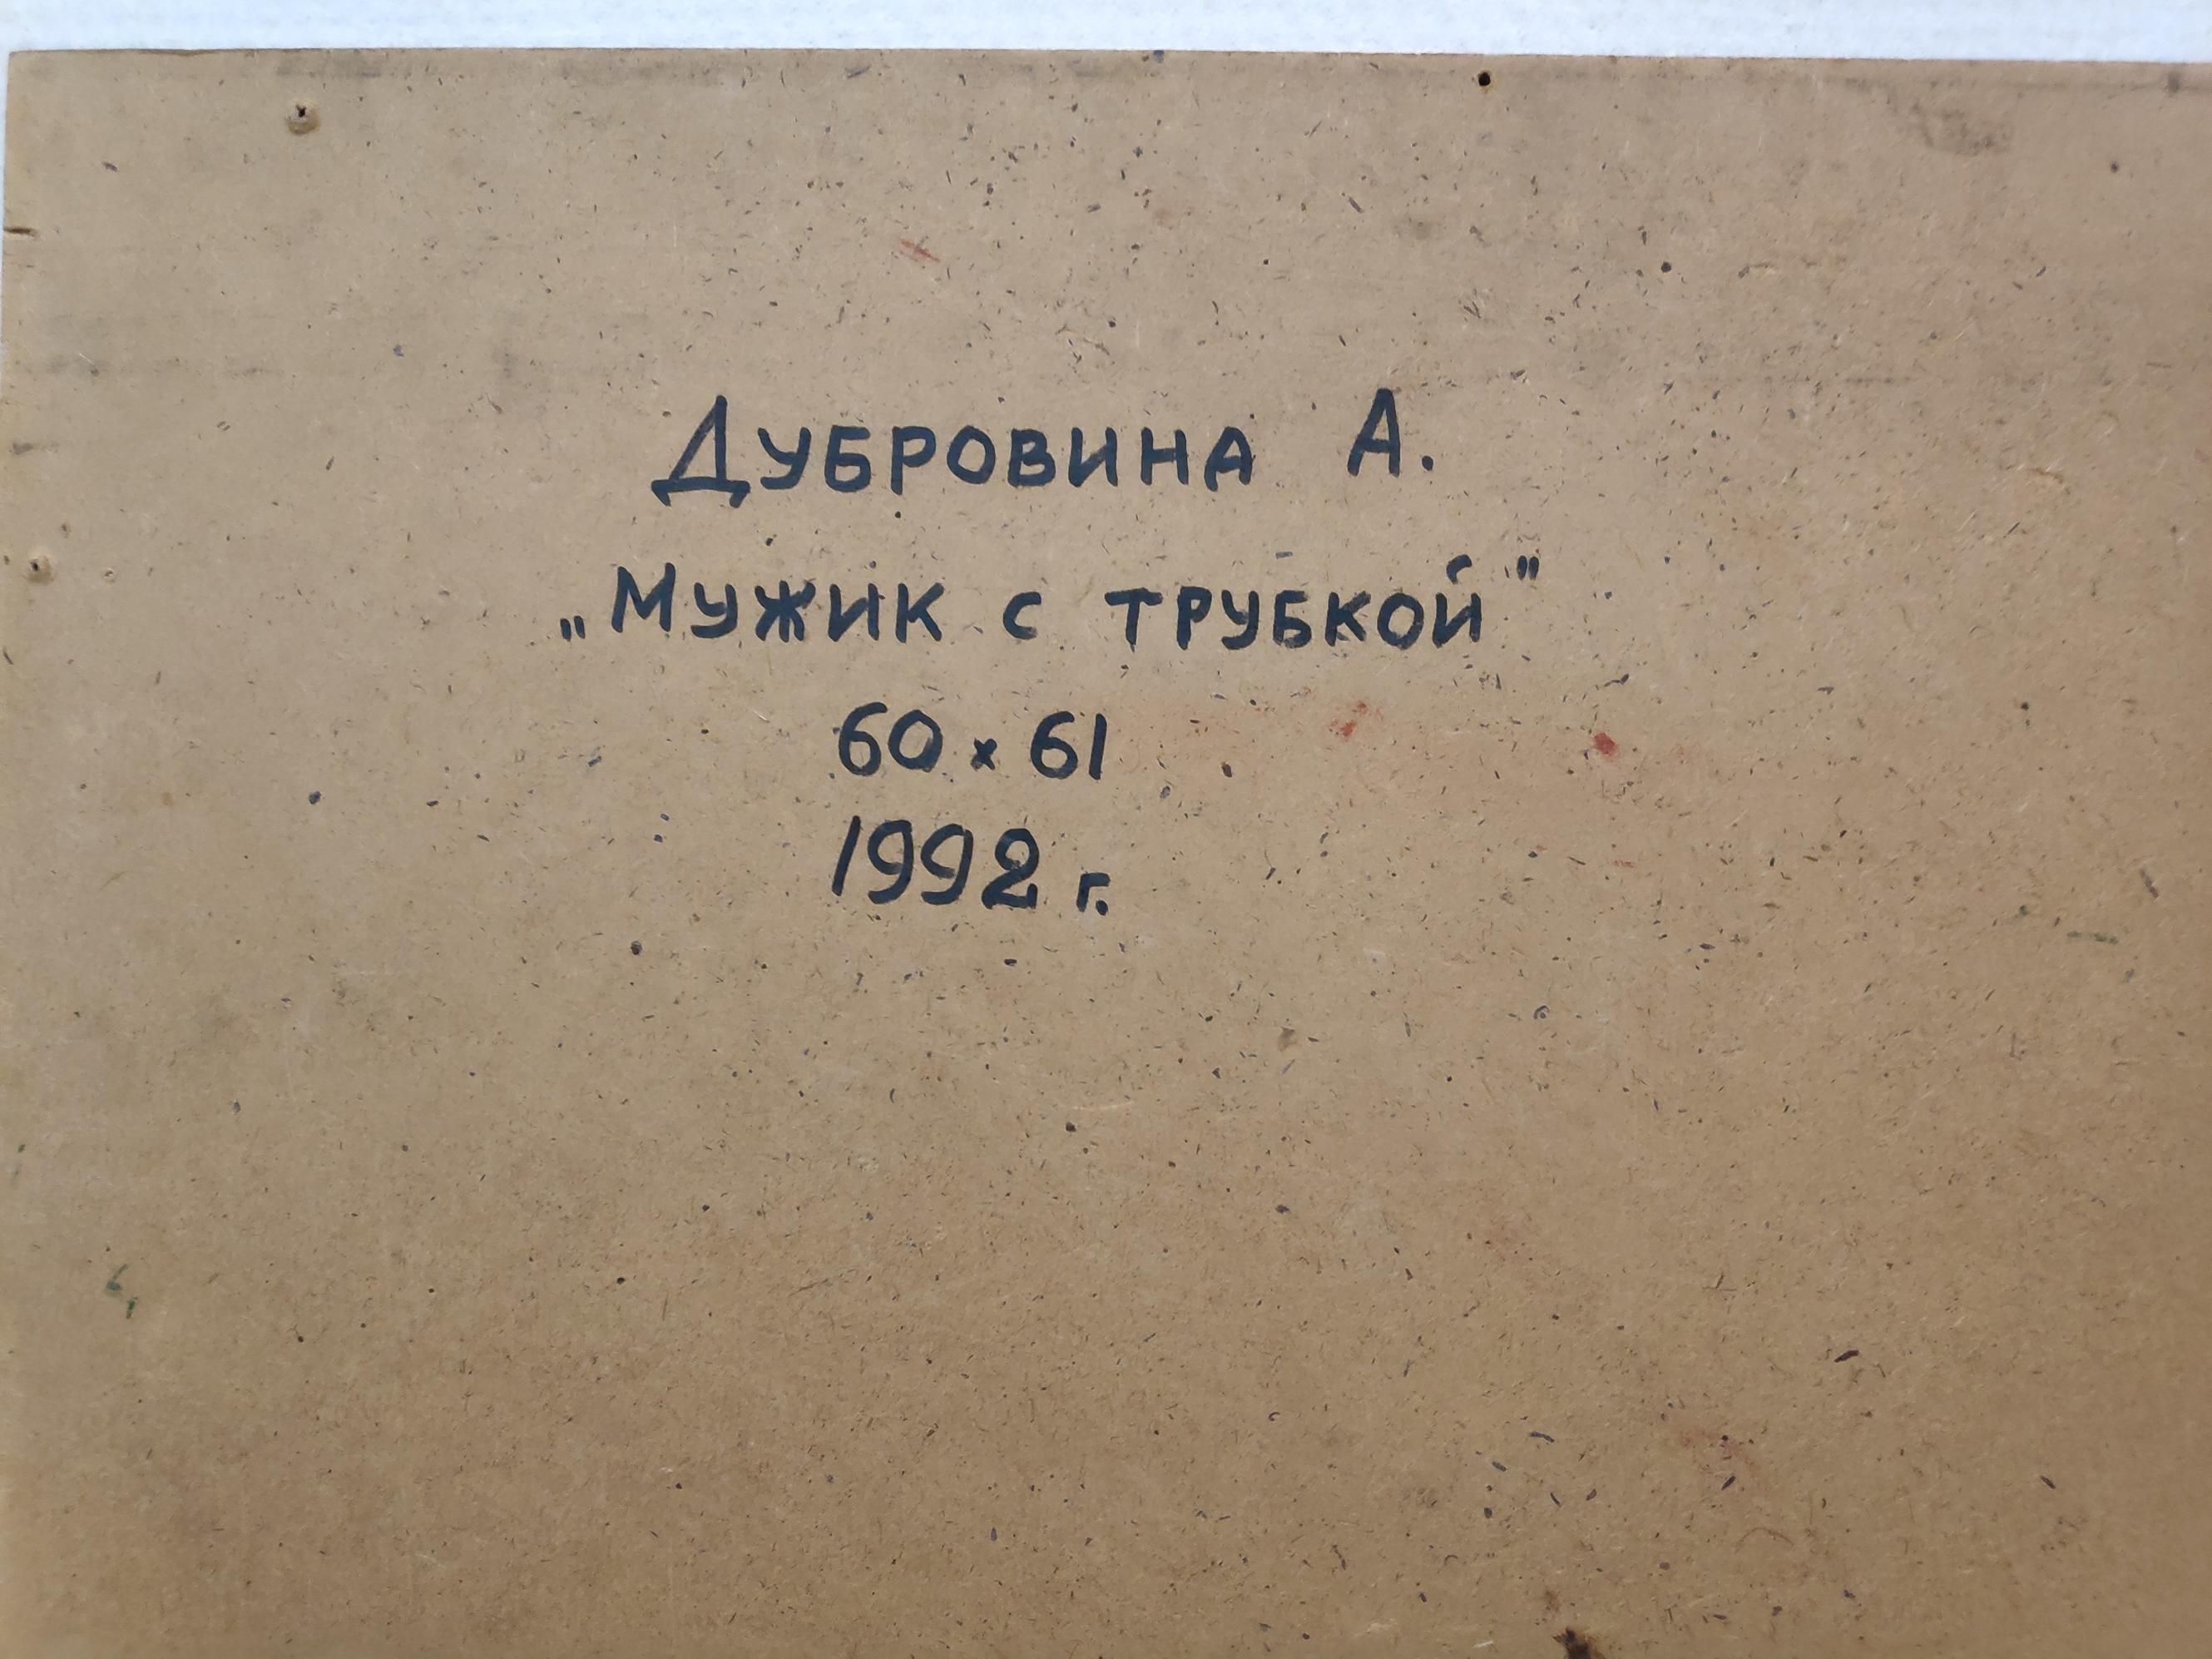 Дубровина А.
„Мужик с трубкой"
60 x 61
1992 г.